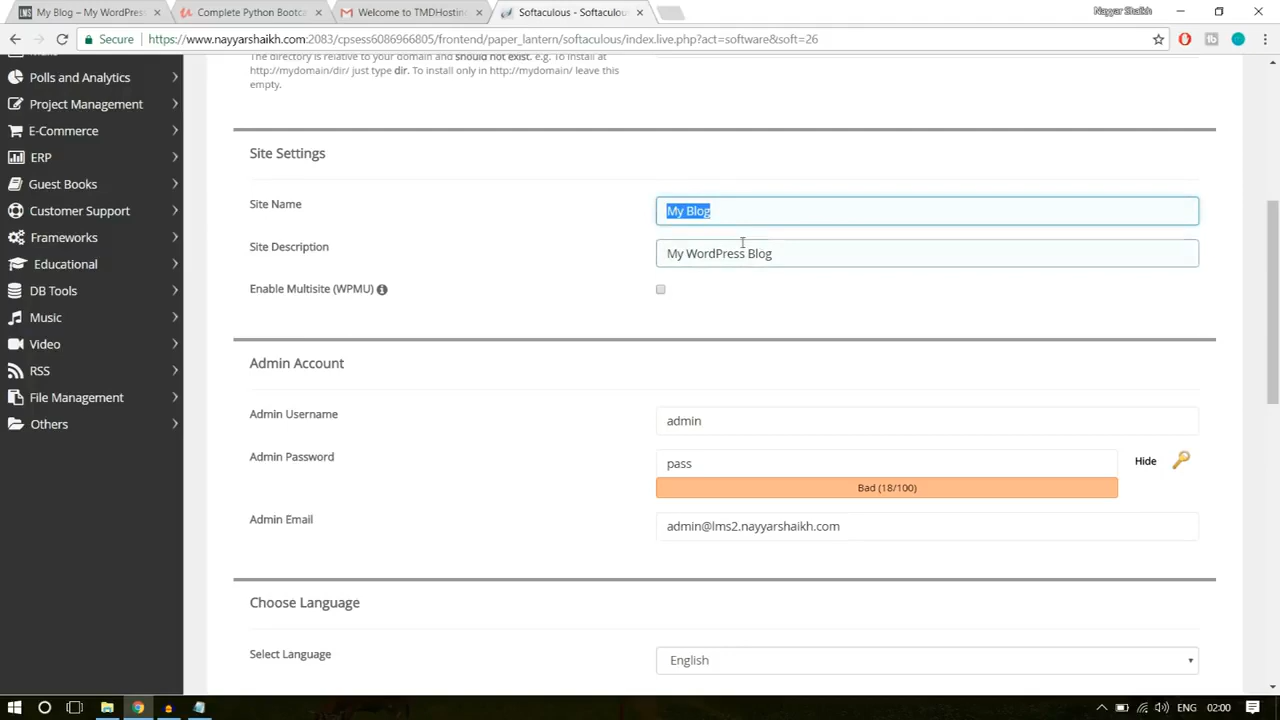 My Blog – My WordPress
Complete Python Bootca
Welcome to TMDHosting
Softaculous - Softaculou
Nayyar Shaikh
Secure
https://www.nayyarshaikh.com:2083/cpsess6086966805/frontend/paper_lantern/softaculous/index.live.php?act=software&soft=26
The directory is relative to your domain and should not exist. e.g. To install at
http://mydomain/dir/ just type dir. To install only in http://mydomain/ leave this
empty.
Polls and Analytics
Project Management
E-Commerce
ERP
Guest Books
Customer Support
Frameworks
Educational
DB Tools
Music
Video
RSS
File Management
Others
Site Settings
Site Name
My Blog
Site Description
My WordPress Blog
Enable Multisite (WPMU)
Admin Account
Admin Username
admin
Admin Password
pass
Hide
Bad (18/100)
Admin Email
admin@lms2.nayyarshaikh.com
Choose Language
Select Language
English
ENG
02:00